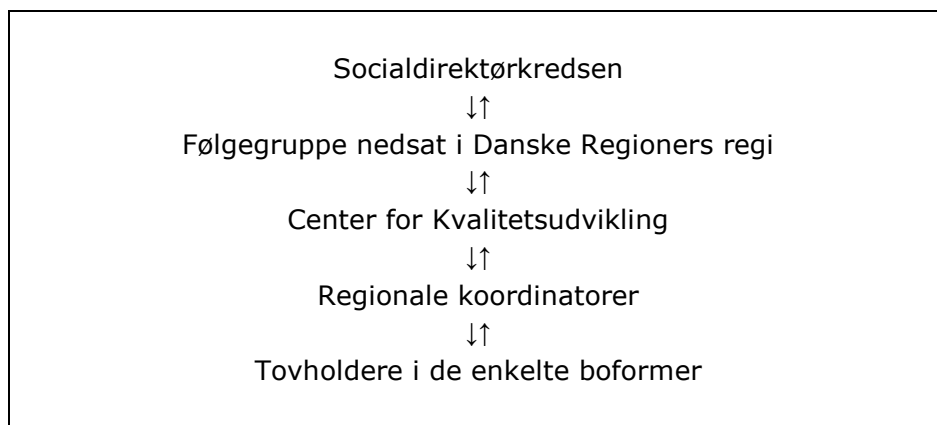 Socialdirektørkredsen
↓↑
Følgegruppe nedsat i Danske Regioners regi
↓↑
Center for Kvalitetsudvikling
↓↑
Regionale koordinatorer
↓↑
Tovholdere i de enkelte boformer